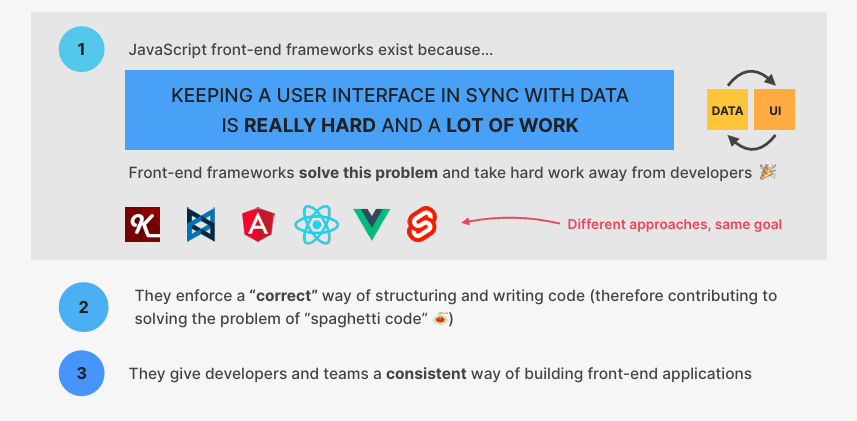 1
JavaScript front-end frameworks exist because...
KEEPING A USER INTERFACE IN SYNC WITH DATA
IS REALLY HARD AND A LOT OF WORK
DATA
UI
Front-end frameworks solve this problem and take hard work away from developers 🎉
K
A
Different approaches, same goal
2
They enforce a “correct” way of structuring and writing code (therefore contributing to
solving the problem of “spaghetti code” 🍝)
3
They give developers and teams a consistent way of building front-end applications